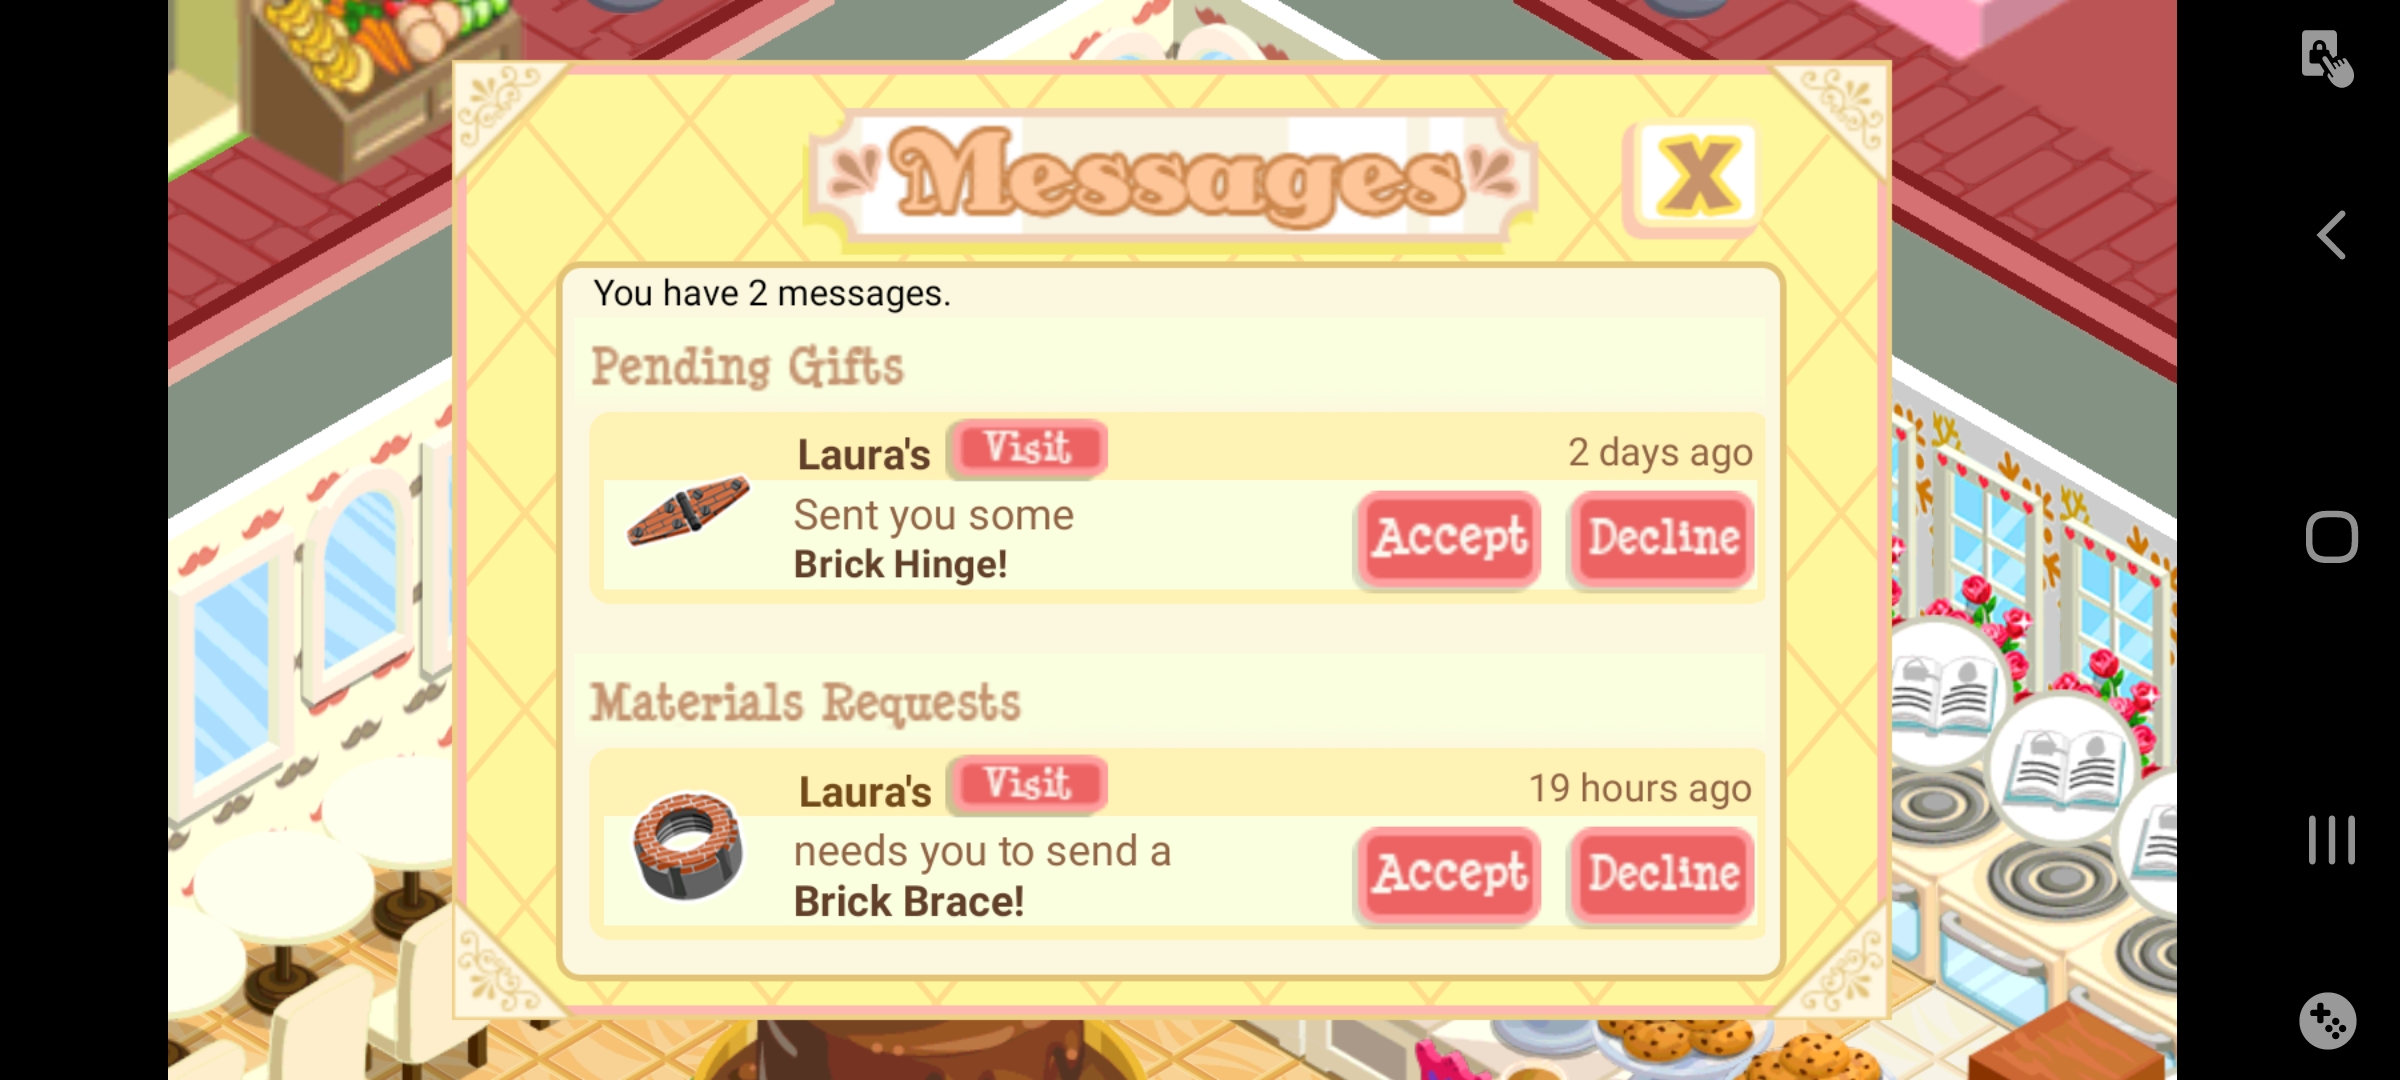 Messages
X
You have 2 messages.
Pending Gifts
Laura's Visit 2 days ago
Sent you some
Brick Hinge!
Accept Decline
Materials Requests
Laura's Visit 19 hours ago
needs you to send a
Brick Brace!
Accept Decline